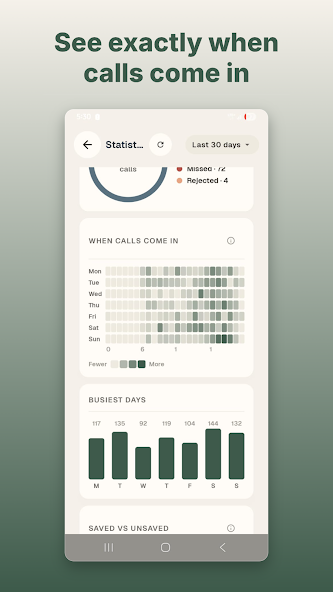 See exactly when
calls come in
Statist...
Last 30 days
calls
Missed · 72
Rejected · 4
WHEN CALLS COME IN
Mon
Tue
Wed
Thu
Fri
Sat
Sun
0 6 1 1
Fewer More
BUSIEST DAYS
117 135 92 119 104 144 132
M T W T F S S
SAVED VS UNSAVED